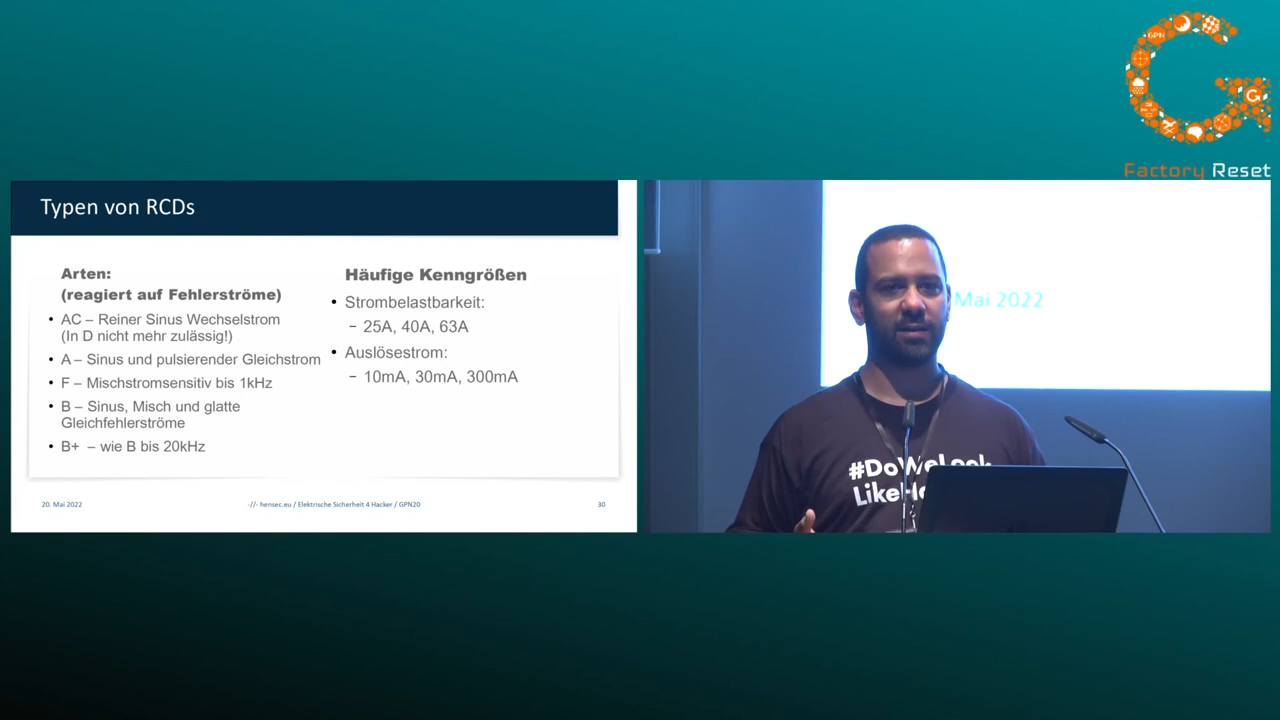 GPN
Factory Reset
Typen von RCDs
Arten:
(reagiert auf Fehlerströme)
• AC – Reiner Sinus Wechselstrom
(In D nicht mehr zulässig!)
• A – Sinus und pulsierender Gleichstrom
• F – Mischstromsensitiv bis 1kHz
• B – Sinus, Misch und glatte
Gleichfehlerströme
• B+ – wie B bis 20kHz
Häufige Kenngrößen
• Strombelastbarkeit:
– 25A, 40A, 63A
• Auslösestrom:
– 10mA, 30mA, 300mA
20. Mai 2022
-//- hensec.eu / Elektrische Sicherheit 4 Hacker / GPN20
30
Mai 2022
#DoWeLook
Like